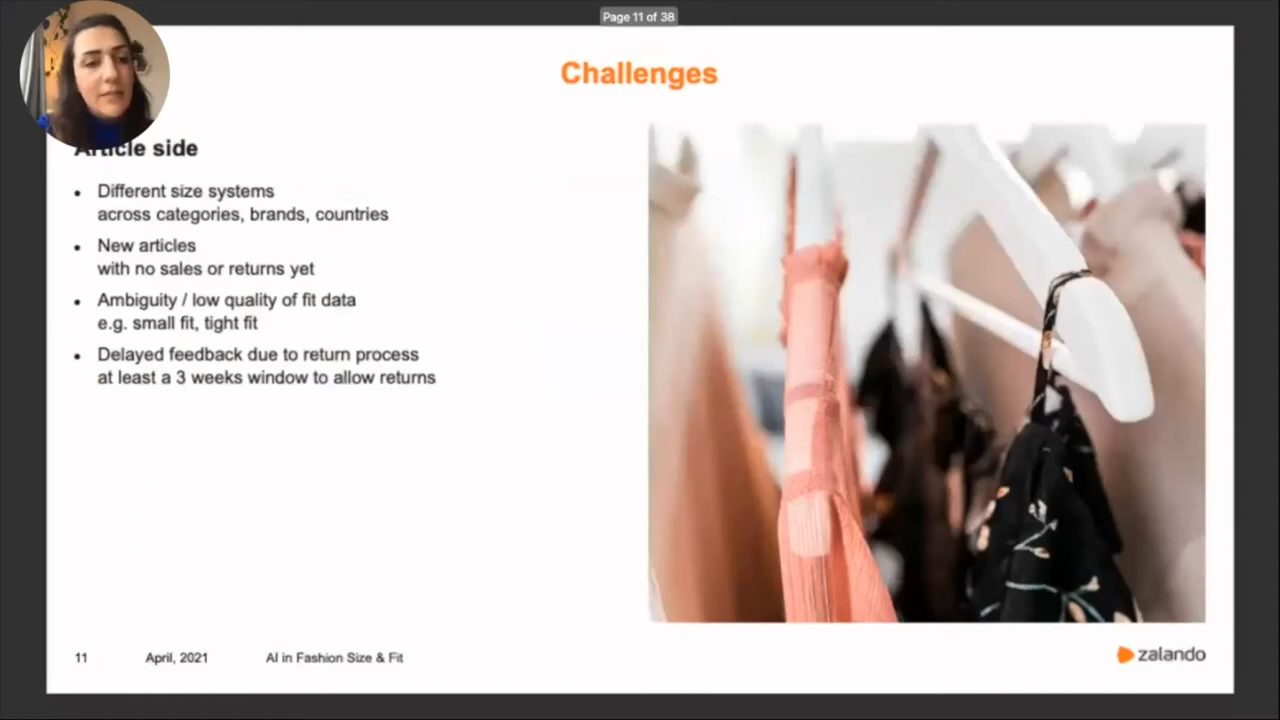 Page 11 of 38
Challenges
Article side
Different size systems
across categories, brands, countries
New articles
with no sales or returns yet
Ambiguity / low quality of fit data
e.g. small fit, tight fit
Delayed feedback due to return process
at least a 3 weeks window to allow returns
11 April, 2021 AI in Fashion Size & Fit
zalando